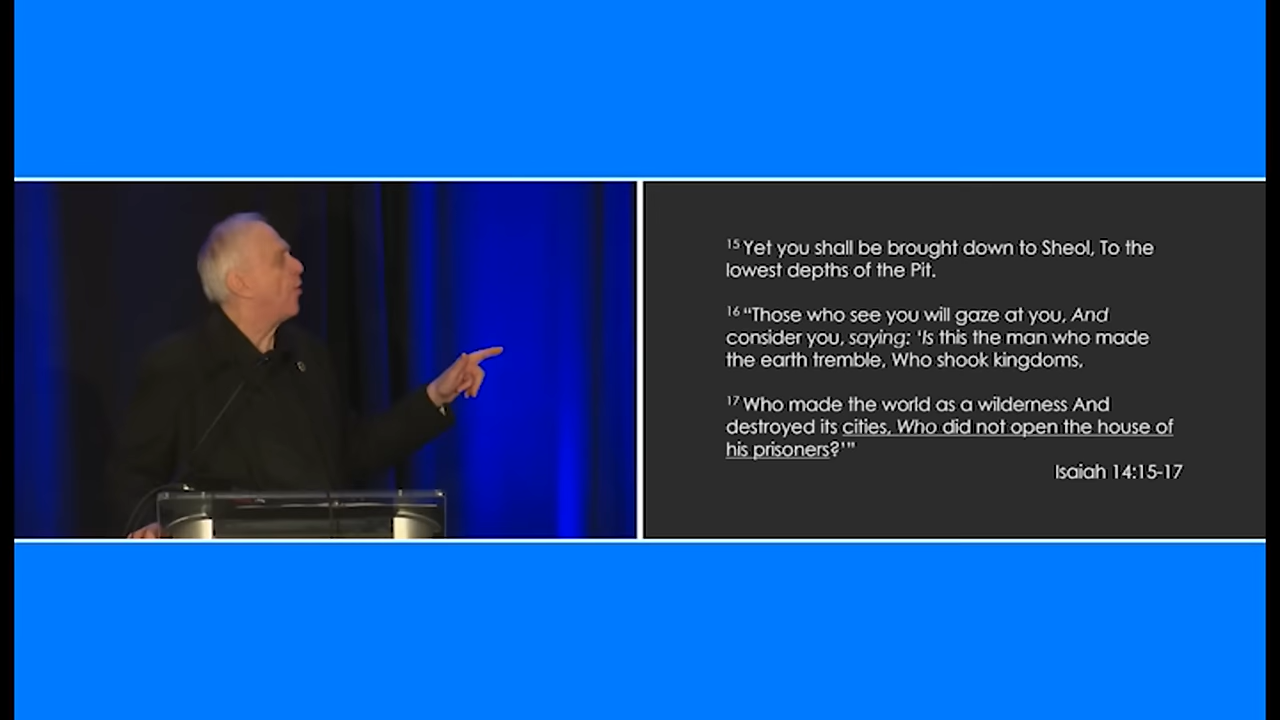 15 Yet you shall be brought down to Sheol, To the
lowest depths of the Pit.
16 “Those who see you will gaze at you, And
consider you, saying: ‘Is this the man who made
the earth tremble, Who shook kingdoms,
17 Who made the world as a wilderness And
destroyed its cities, Who did not open the house of
his prisoners?’”
Isaiah 14:15-17